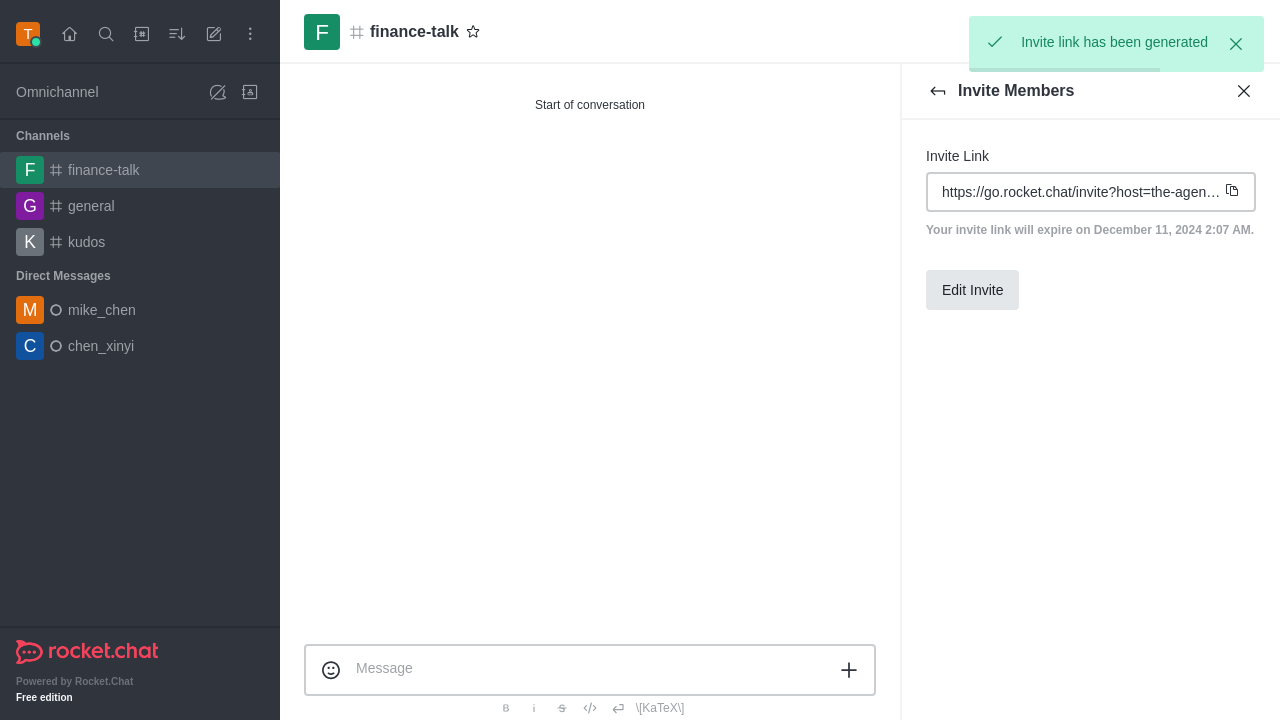 T
Omnichannel
Channels
F finance-talk
G general
K kudos
Direct Messages
M mike_chen
C chen_xinyi
rocket.chat
Powered by Rocket.Chat
Free edition
F finance-talk
Start of conversation
Message
B i S </> \[KaTeX\]
Invite link has been generated
Invite Members
Invite Link
https://go.rocket.chat/invite?host=the-agen…
Your invite link will expire on December 11, 2024 2:07 AM.
Edit Invite